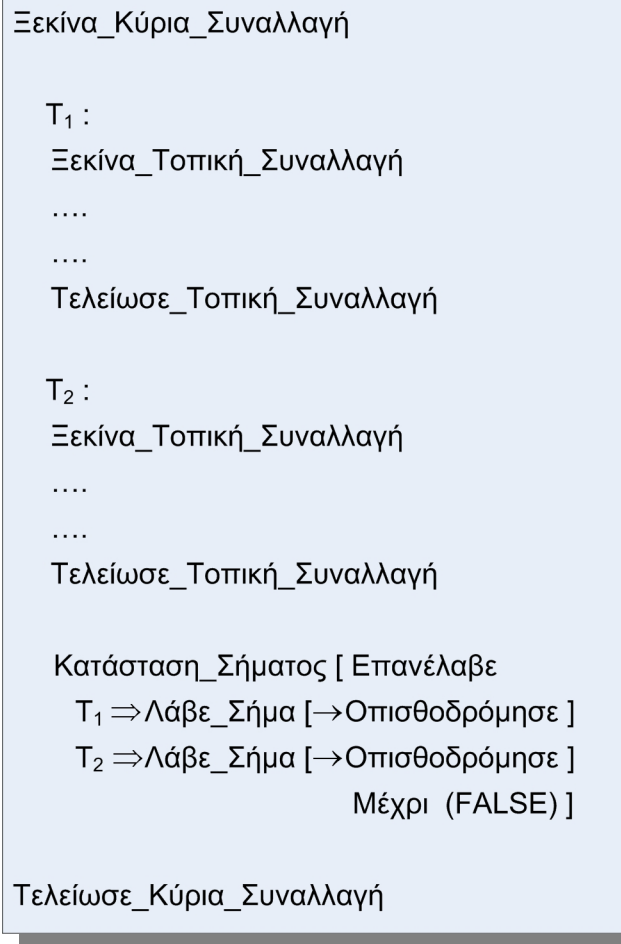 Ξεκίνα_Κύρια_Συναλλαγή
T₁ :
Ξεκίνα_Τοπική_Συναλλαγή
….
….
Τελείωσε_Τοπική_Συναλλαγή
T₂ :
Ξεκίνα_Τοπική_Συναλλαγή
….
….
Τελείωσε_Τοπική_Συναλλαγή
Κατάσταση_Σήματος [ Επανέλαβε
T₁ ⇒Λάβε_Σήμα [→Οπισθοδρόμησε ]
T₂ ⇒Λάβε_Σήμα [→Οπισθοδρόμησε ]
Μέχρι (FALSE) ]
Τελείωσε_Κύρια_Συναλλαγή